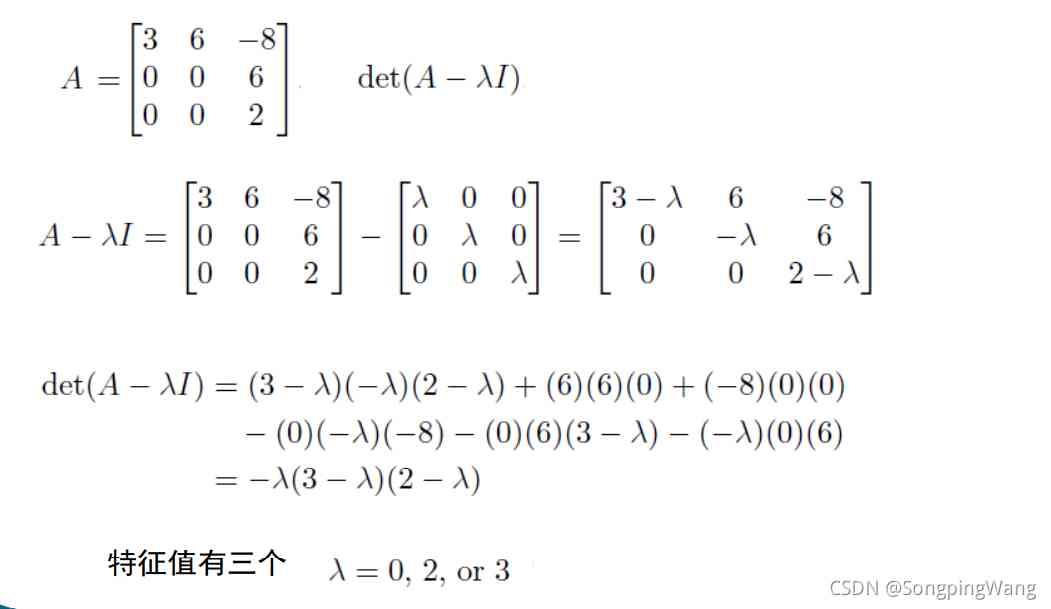 A = [3 6 −8; 0 0 6; 0 0 2] det(A − λI)
A − λI = [3 6 −8; 0 0 6; 0 0 2] − [λ 0 0; 0 λ 0; 0 0 λ] = [3 − λ 6 −8; 0 −λ 6; 0 0 2 − λ]
det(A − λI) = (3 − λ)(−λ)(2 − λ) + (6)(6)(0) + (−8)(0)(0)
− (0)(−λ)(−8) − (0)(6)(3 − λ) − (−λ)(0)(6)
= −λ(3 − λ)(2 − λ)
特征值有三个 λ = 0, 2, or 3
CSDN @SongpingWang